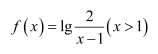 f(x) = lg 2/(x-1) (x>1)